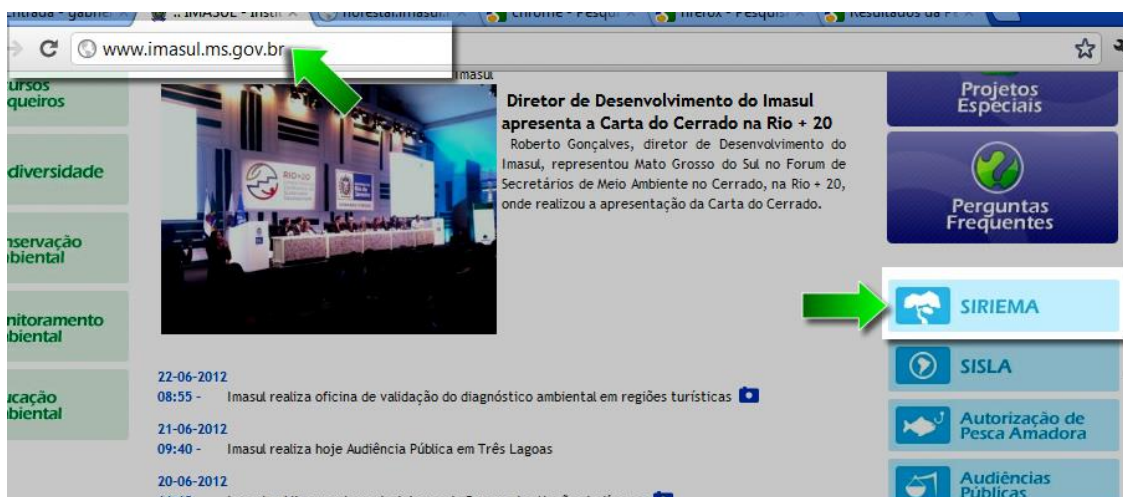 www.imasul.ms.gov.br
Diretor de Desenvolvimento do Imasul
apresenta a Carta do Cerrado na Rio + 20
Roberto Gonçalves, diretor de Desenvolvimento do
Imasul, representou Mato Grosso do Sul no Forum de
Secretários de Meio Ambiente no Cerrado, na Rio + 20,
onde realizou a apresentação da Carta do Cerrado.
RIO+20
22-06-2012
08:55 - Imasul realiza oficina de validação do diagnóstico ambiental em regiões turísticas
21-06-2012
09:40 - Imasul realiza hoje Audiência Pública em Três Lagoas
20-06-2012
Projetos
Especiais
Perguntas
Frequentes
SIRIEMA
SISLA
Autorização de
Pesca Amadora
Audiências
Públicas